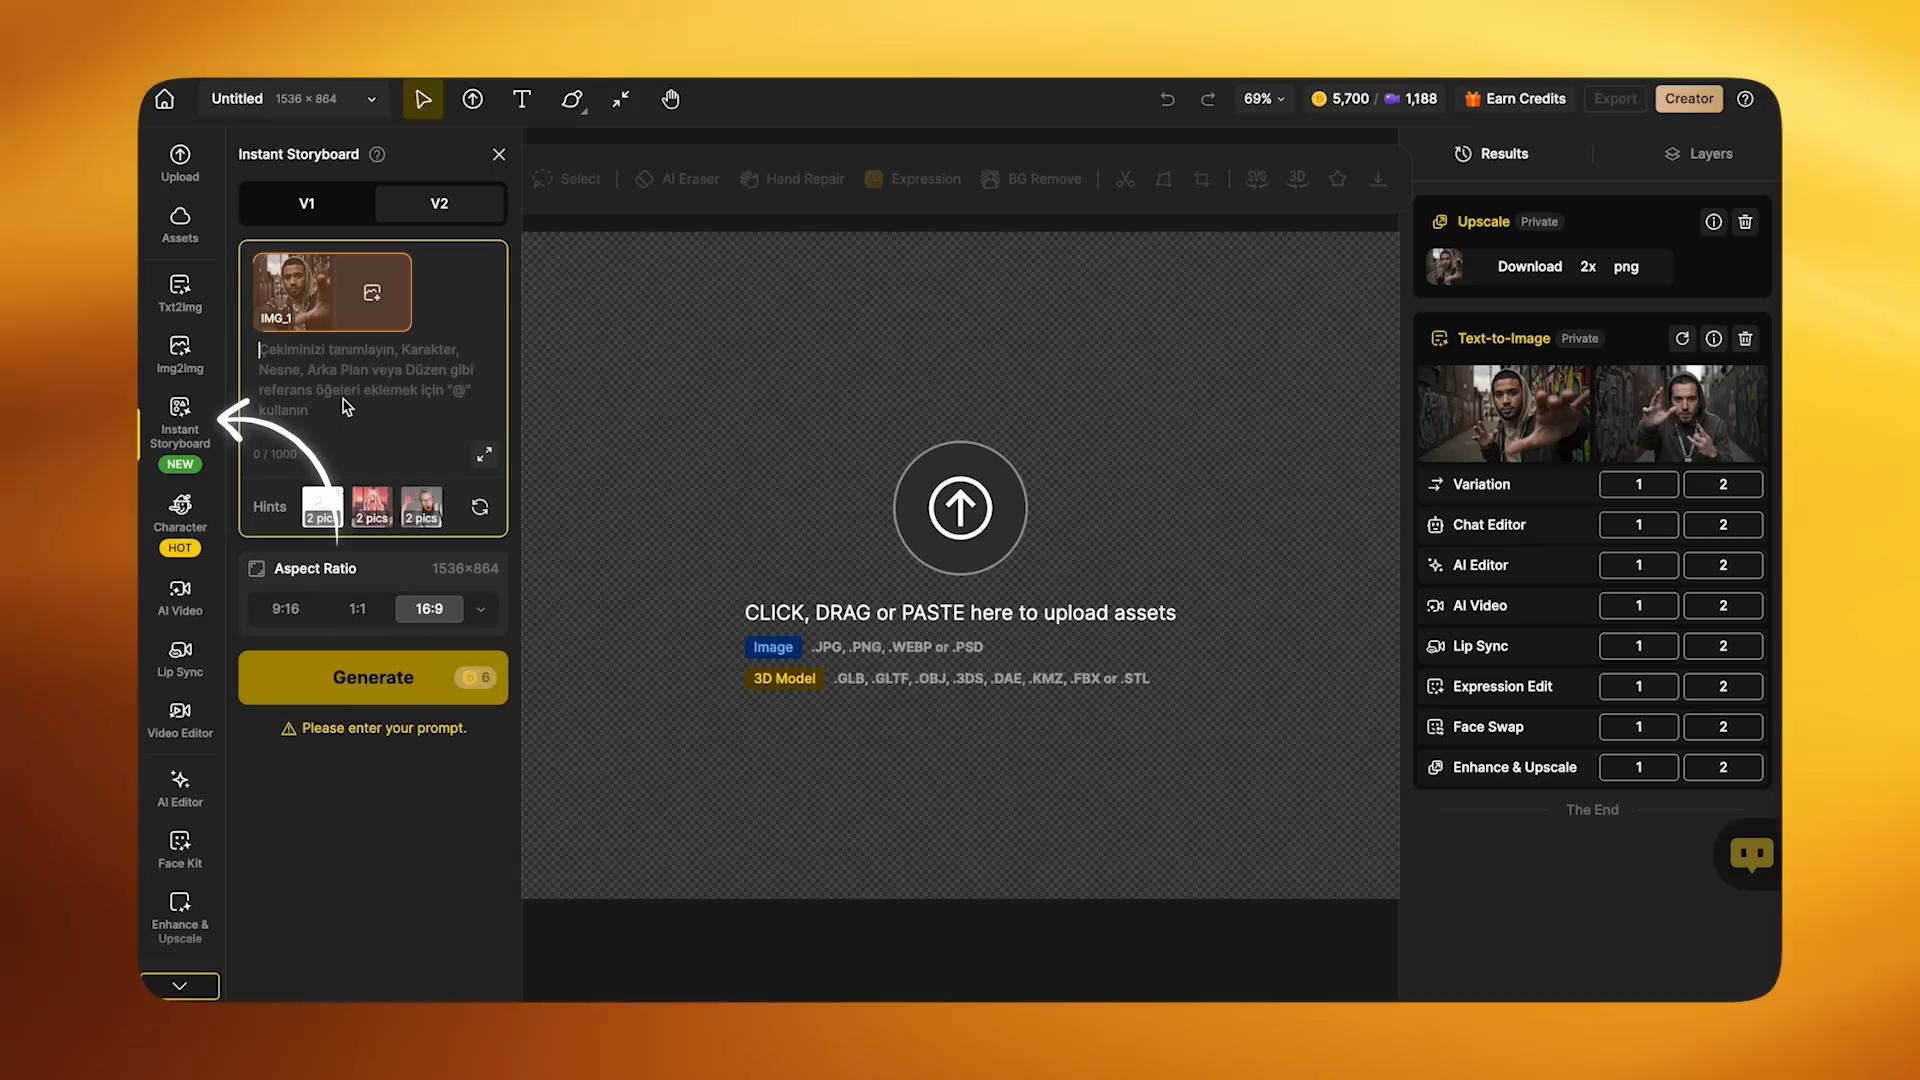 Untitled 1536 × 864
69%
5,700 / 1,188
Earn Credits
Export
Creator
Upload
Assets
Txt2Img
Img2Img
Instant
Storyboard
NEW
Character
HOT
AI Video
Lip Sync
Video Editor
AI Editor
Face Kit
Enhance &
Upscale
Instant Storyboard
V1 V2
IMG_1
Çekiminizi tanımlayın, Karakter,
Nesne, Arka Plan veya Düzen gibi
referans öğeleri eklemek için "@"
kullanın
0 / 1000
Hints 2 pics 2 pics 2 pics
Aspect Ratio 1536×864
9:16 1:1 16:9
Generate 6
Please enter your prompt.
Select AI Eraser Hand Repair Expression BG Remove SVG 3D
CLICK, DRAG or PASTE here to upload assets
Image .JPG, .PNG, .WEBP or .PSD
3D Model .GLB, .GLTF, .OBJ, .3DS, .DAE, .KMZ, .FBX or .STL
Results Layers
Upscale Private
Download 2x png
Text-to-Image Private
Variation 1 2
Chat Editor 1 2
AI Editor 1 2
AI Video 1 2
Lip Sync 1 2
Expression Edit 1 2
Face Swap 1 2
Enhance & Upscale 1 2
The End